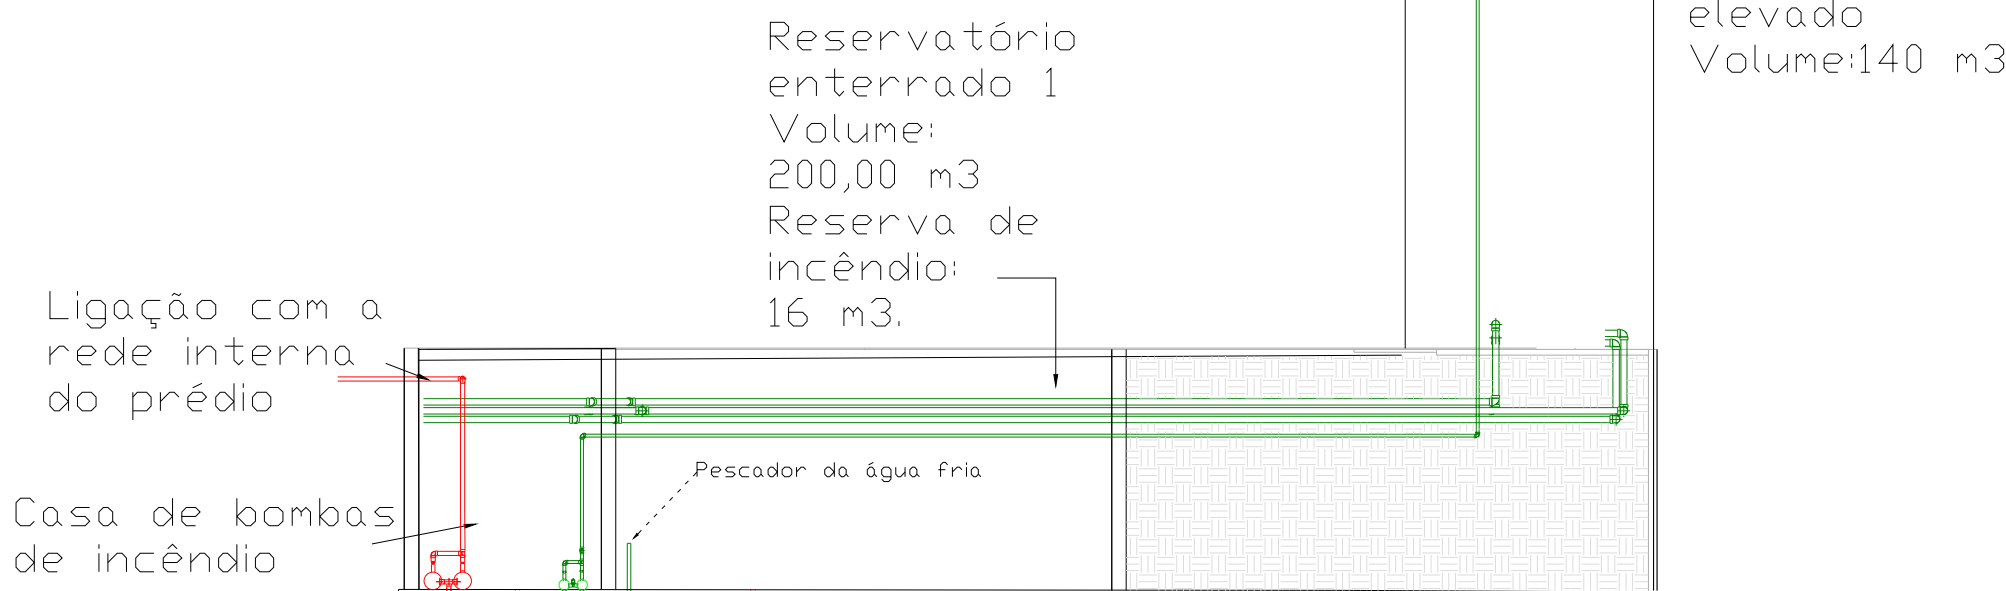 elevado
Volume:140 m3
Reservatório
enterrado 1
Volume:
200,00 m3
Reserva de
incêndio:
16 m3.
Ligação com a
rede interna
do prédio
Pescador da água fria
Casa de bombas
de incêndio